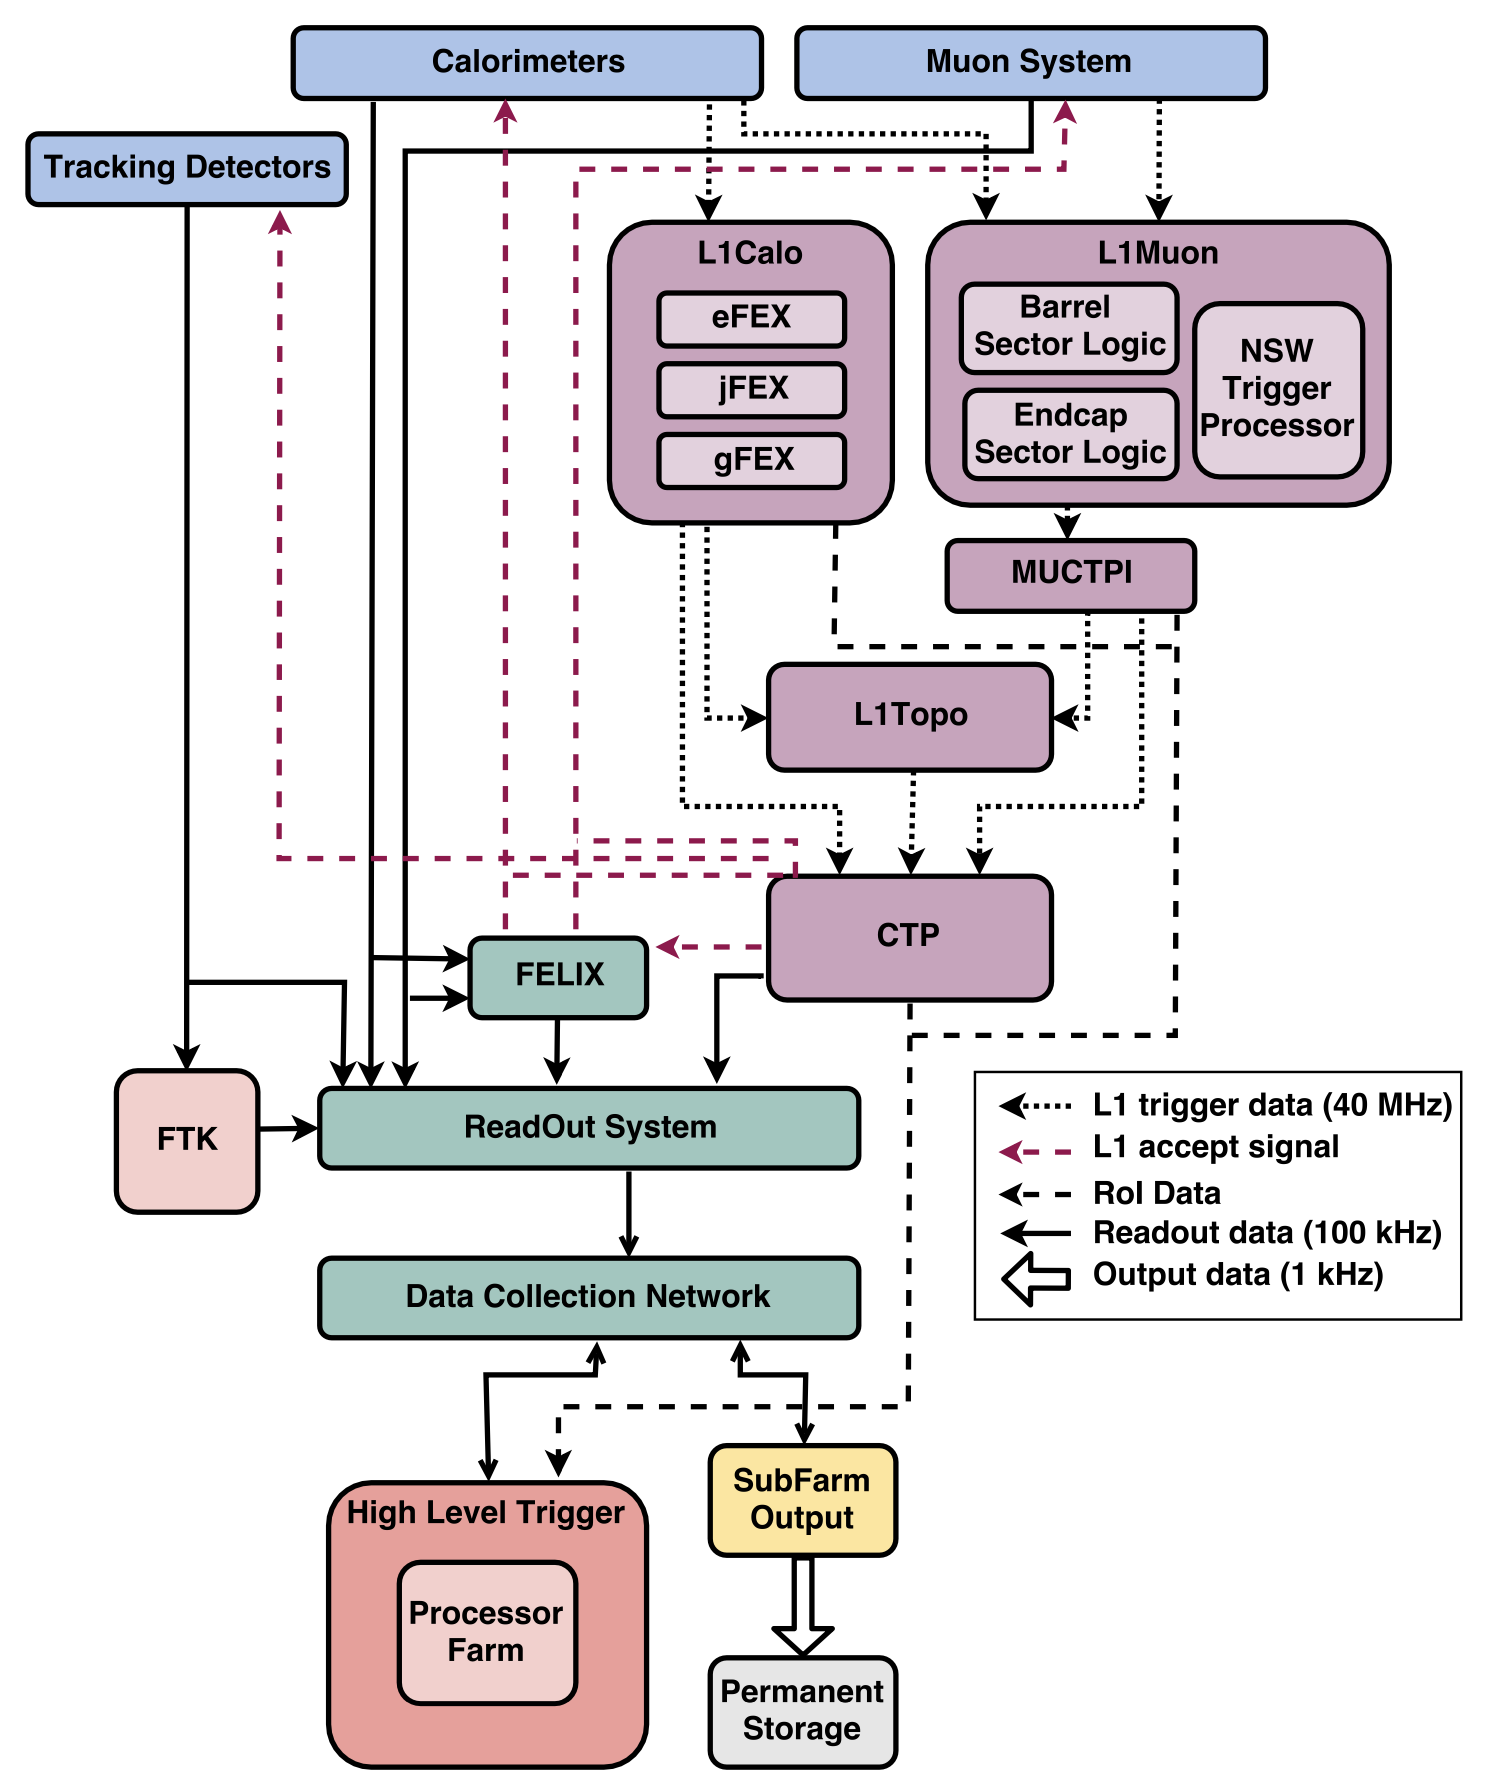 Calorimeters
Muon System
Tracking Detectors
L1Calo
eFEX
jFEX
gFEX
L1Muon
Barrel
Sector Logic
Endcap
Sector Logic
NSW
Trigger
Processor
MUCTPI
L1Topo
CTP
FELIX
FTK
ReadOut System
Data Collection Network
L1 trigger data (40 MHz)
L1 accept signal
RoI Data
Readout data (100 kHz)
Output data (1 kHz)
High Level Trigger
Processor
Farm
SubFarm
Output
Permanent
Storage